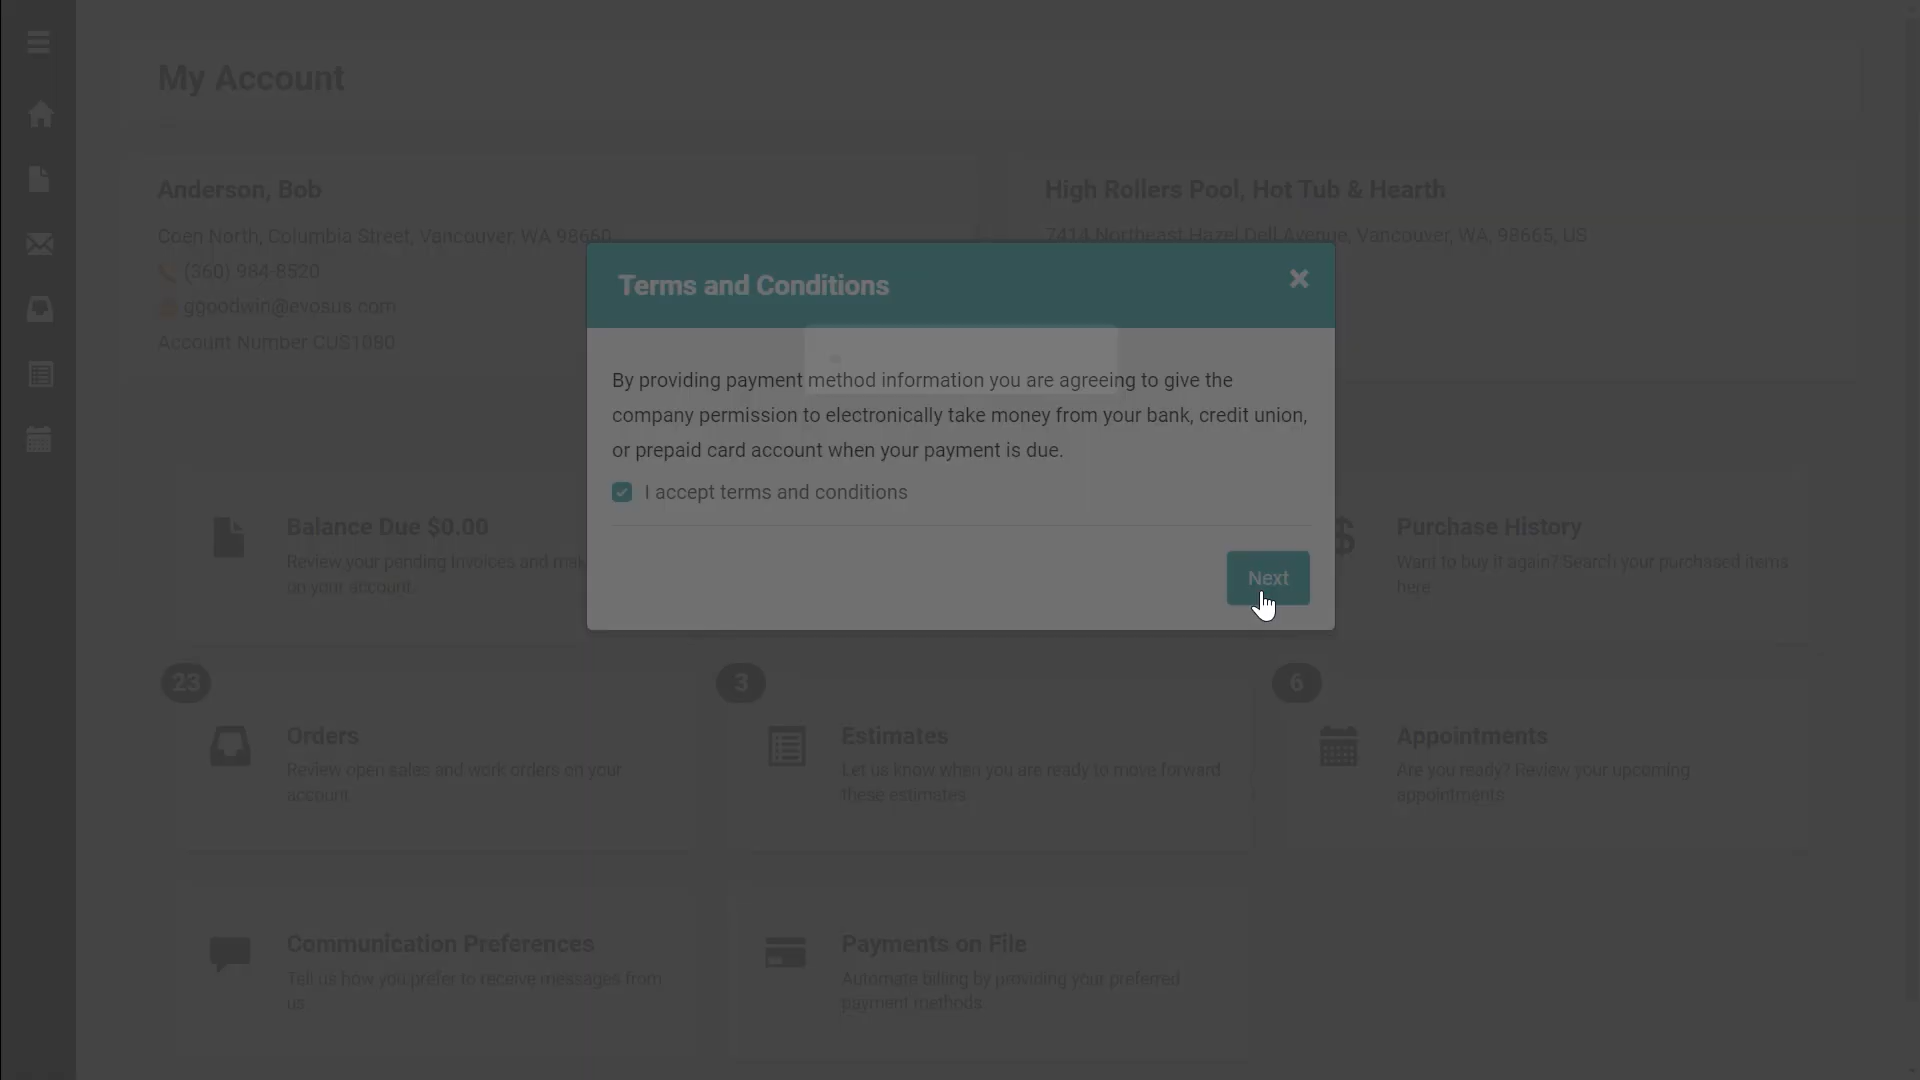 My Account
Anderson, Bob
Coen North, Columbia Street, Vancouver, WA 98660
(360) 984-8520
ggoodwin@evosus.com
Account Number CUS1080
High Rollers Pool, Hot Tub & Hearth
7414 Northeast Hazel Dell Avenue, Vancouver, WA, 98665, US
Terms and Conditions
By providing payment method information you are agreeing to give the
company permission to electronically take money from your bank, credit union,
or prepaid card account when your payment is due.
I accept terms and conditions
Next
Balance Due $0.00
Review your pending invoices and
on your account.
Purchase History
Want to buy it again? Search your purchased items
here
23
Orders
Review open sales and work orders on your
account
3
Estimates
Let us know when you are ready to move forward
these estimates
6
Appointments
Are you ready? Review your upcoming
appointments
Communication Preferences
Tell us how you prefer to receive messages from
us
Payments on File
Automate billing by providing your preferred
payment methods